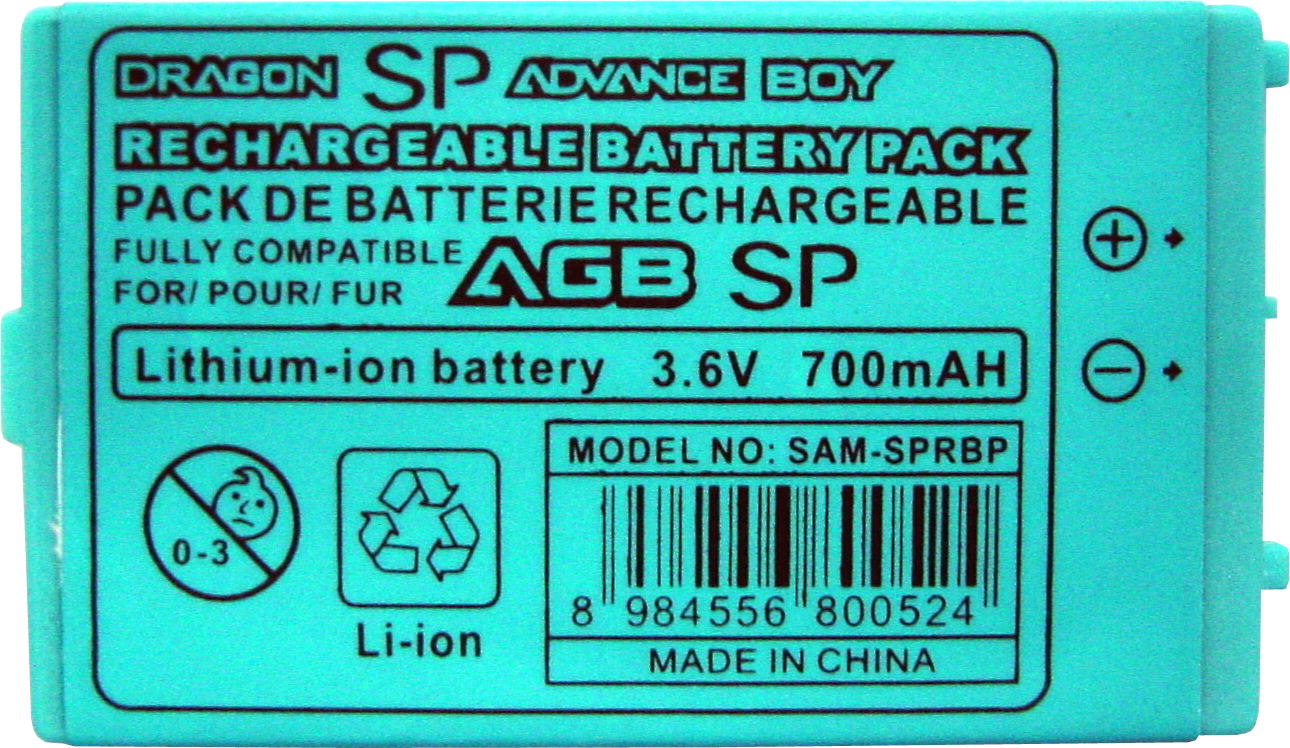 DRAGON SP ADVANCE BOY
RECHARGEABLE BATTERY PACK
PACK DE BATTERIE RECHARGEABLE
FULLY COMPATIBLE
FOR/ POUR/ FUR
AGB SP
Lithium-ion battery 3.6V 700mAH
+
−
0-3
Li-ion
MODEL NO: SAM-SPRBP
8 984556 800524
MADE IN CHINA